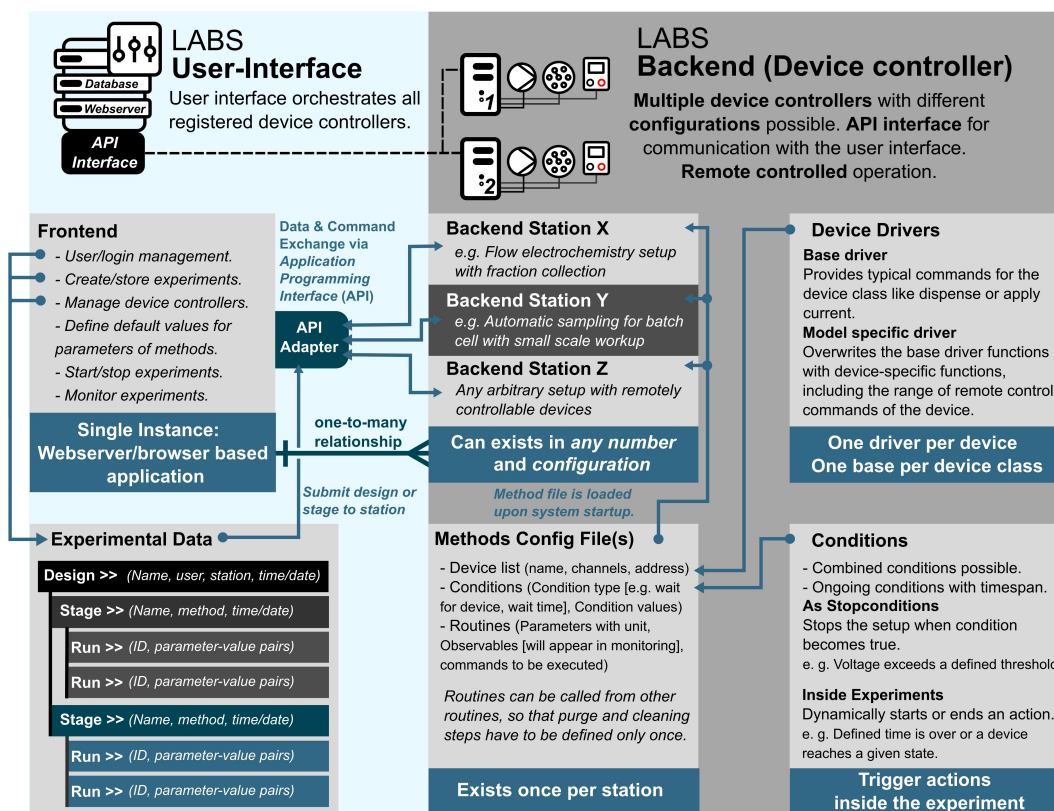 LABS
User-Interface
User interface orchestrates all
registered device controllers.
Database
Webserver
API
Interface
LABS
Backend (Device controller)
Multiple device controllers with different
configurations possible. API interface for
communication with the user interface.
Remote controlled operation.
1
2
Frontend
- User/login management.
- Create/store experiments.
- Manage device controllers.
- Define default values for
parameters of methods.
- Start/stop experiments.
- Monitor experiments.
Single Instance:
Webserver/browser based
application
Data & Command
Exchange via
Application
Programming
Interface (API)
API
Adapter
one-to-many
relationship
Submit design or
stage to station
Backend Station X
e.g. Flow electrochemistry setup
with fraction collection
Backend Station Y
e.g. Automatic sampling for batch
cell with small scale workup
Backend Station Z
Any arbitrary setup with remotely
controllable devices
Can exists in any number
and configuration
Method file is loaded
upon system startup.
Device Drivers
Base driver
Provides typical commands for the
device class like dispense or apply
current.
Model specific driver
Overwrites the base driver functions
with device-specific functions,
including the range of remote control
commands of the device.
One driver per device
One base per device class
Experimental Data
Design >> (Name, user, station, time/date)
Stage >> (Name, method, time/date)
Run >> (ID, parameter-value pairs)
Run >> (ID, parameter-value pairs)
Stage >> (Name, method, time/date)
Run >> (ID, parameter-value pairs)
Run >> (ID, parameter-value pairs)
Methods Config File(s)
- Device list (name, channels, address)
- Conditions (Condition type [e.g. wait
for device, wait time], Condition values)
- Routines (Parameters with unit,
Observables [will appear in monitoring],
commands to be executed)
Routines can be called from other
routines, so that purge and cleaning
steps have to be defined only once.
Exists once per station
Conditions
- Combined conditions possible.
- Ongoing conditions with timespan.
As Stopconditions
Stops the setup when condition
becomes true.
e. g. Voltage exceeds a defined threshold
Inside Experiments
Dynamically starts or ends an action.
e. g. Defined time is over or a device
reaches a given state.
Trigger actions
inside the experiment